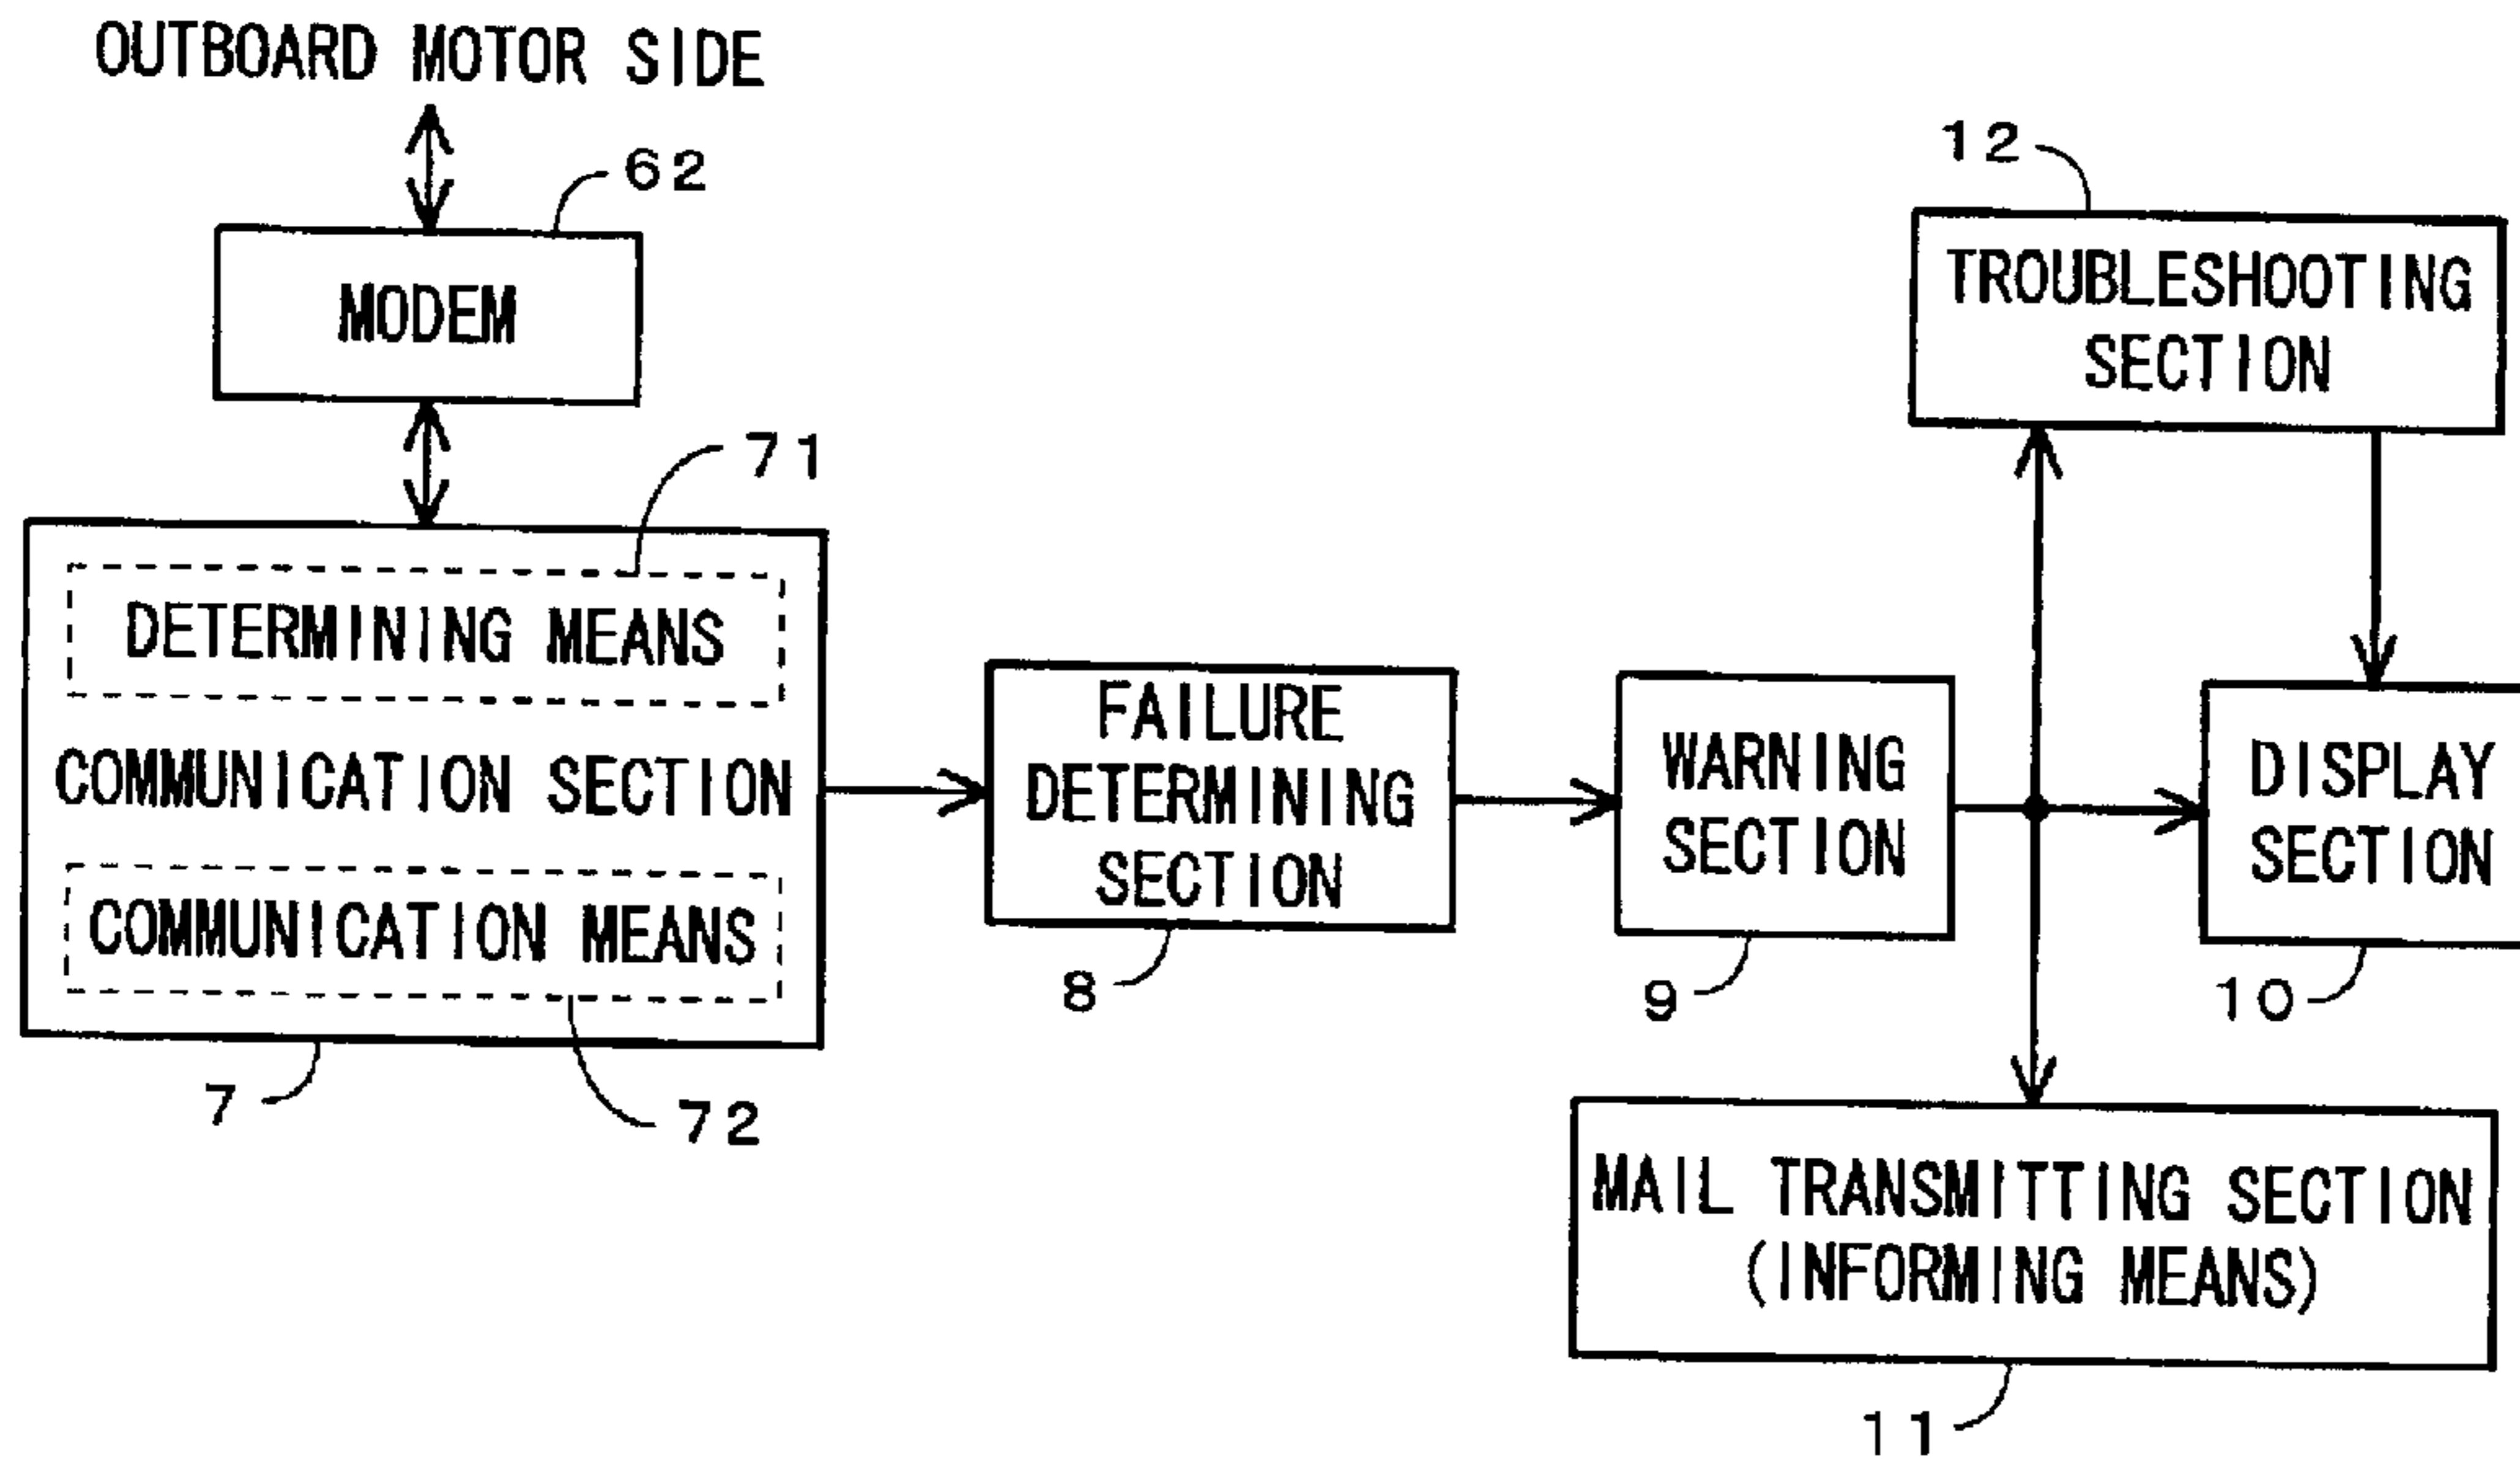 OUTBOARD MOTOR SIDE
62
MODEM
71
DETERMINING MEANS
COMMUNICATION SECTION
COMMUNICATION MEANS
7
72
FAILURE
DETERMINING
SECTION
8
WARNING
SECTION
9
12
TROUBLESHOOTING
SECTION
DISPLAY
SECTION
10
MAIL TRANSMITTING SECTION
(INFORMING MEANS)
11